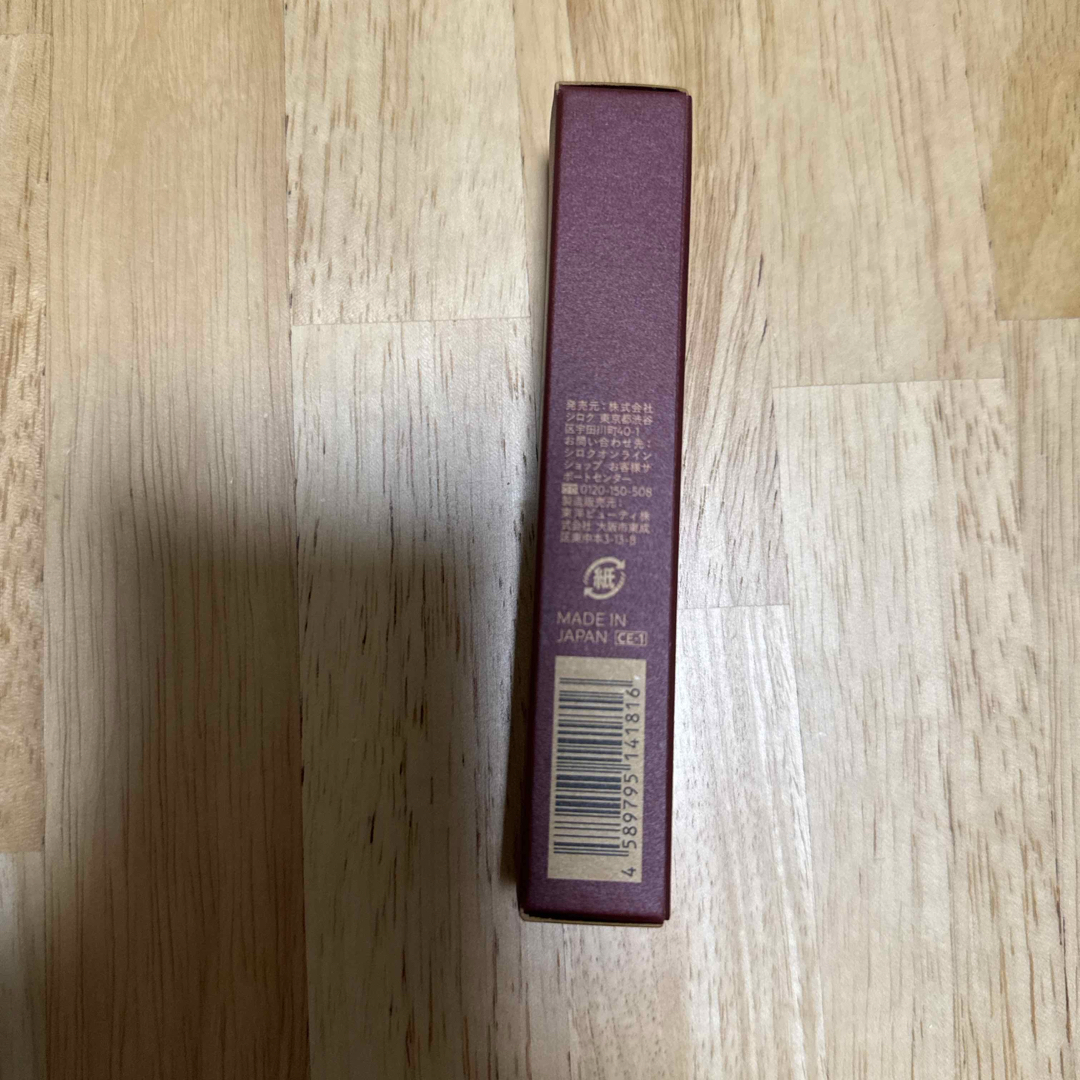 発売元：株式会社
シロク 東京都渋谷
区宇田川町40-1
お問い合わせ先：
シロクオンライン
ショップ お客様サ
ポートセンター
0120-150-508
製造販売元：
東洋ビューティ株
式会社 大阪市東成
区東中本3-13-8
紙
MADE IN
JAPAN CE-1
4 589795 141816